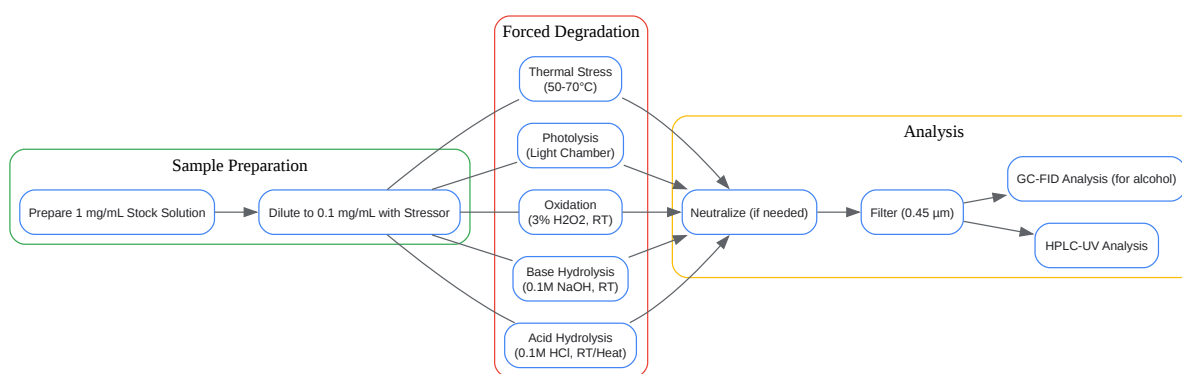 Sample Preparation
Prepare 1 mg/mL Stock Solution
Dilute to 0.1 mg/mL with Stressor
Forced Degradation
Thermal Stress
(50-70°C)
Photolysis
(Light Chamber)
Oxidation
(3% H2O2, RT)
Base Hydrolysis
(0.1M NaOH, RT)
Acid Hydrolysis
(0.1M HCl, RT/Heat)
Analysis
Neutralize (if needed)
Filter (0.45 µm)
GC-FID Analysis (for alcohol)
HPLC-UV Analysis